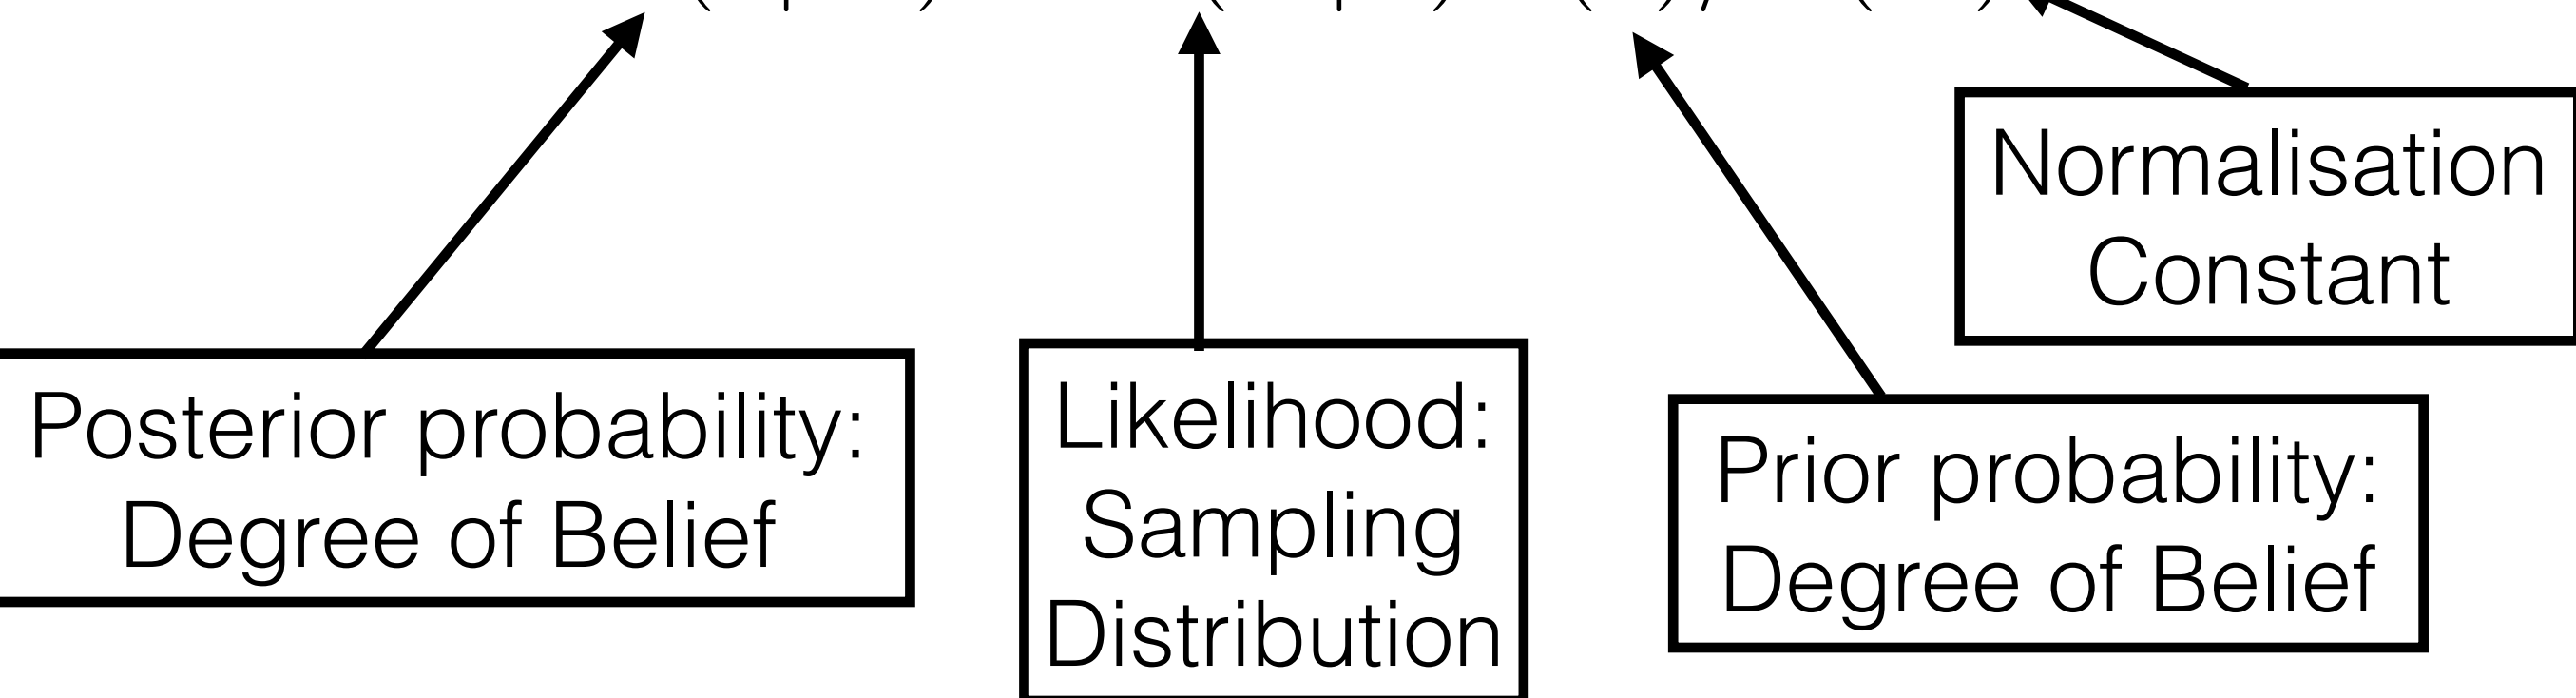 Normalisation
Constant
Posterior probability:
Degree of Belief
Likelihood:
Sampling
Distribution
Prior probability:
Degree of Belief